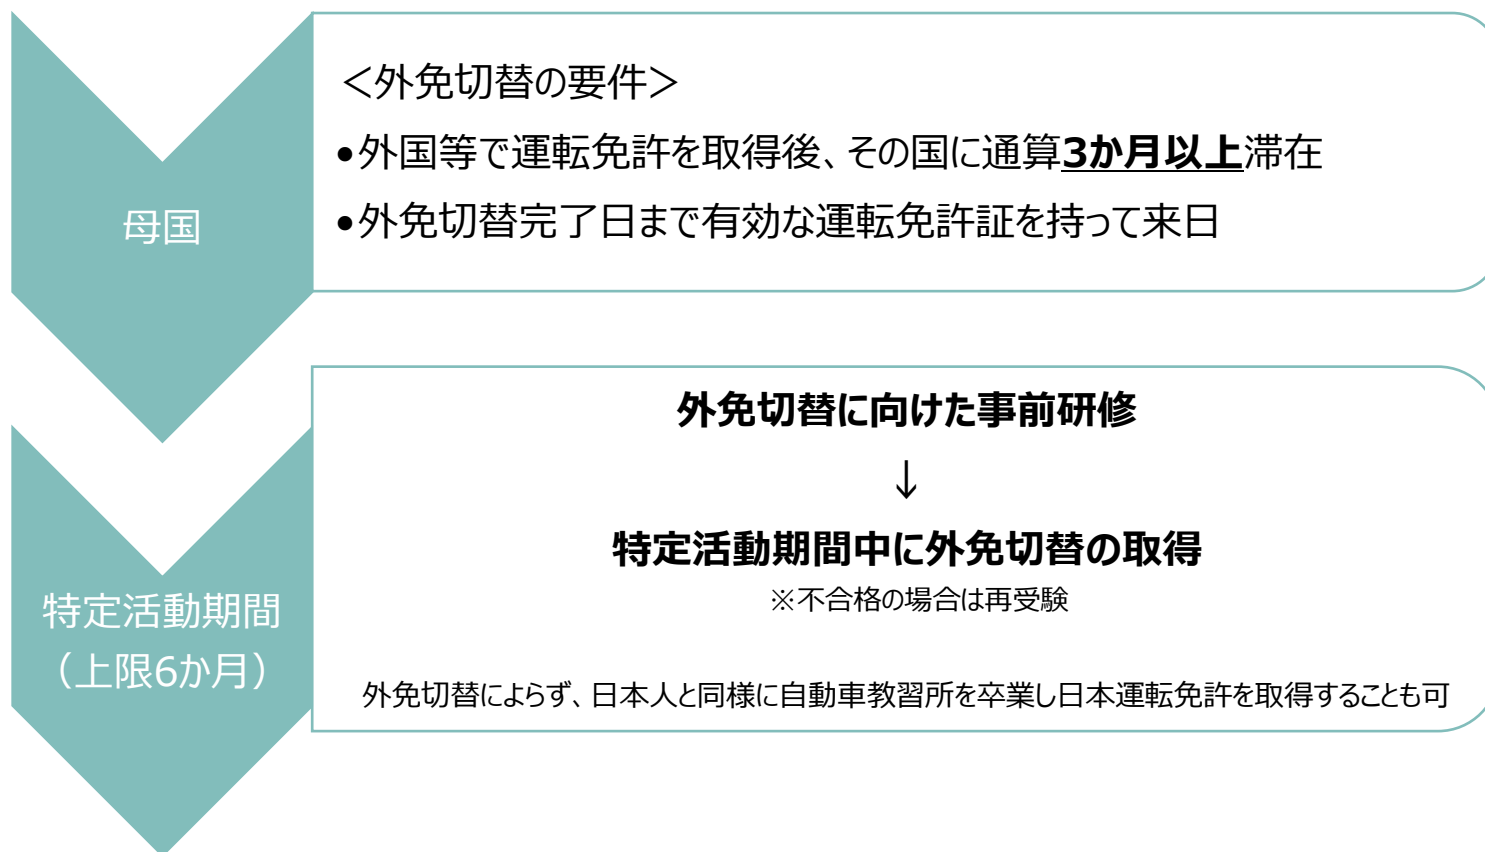 母国
＜外免切替の要件＞
•外国等で運転免許を取得後、その国に通算3か月以上滞在
•外免切替完了日まで有効な運転免許証を持って来日
特定活動期間
（上限6か月）
外免切替に向けた事前研修
↓
特定活動期間中に外免切替の取得
※不合格の場合は再受験
外免切替によらず、日本人と同様に自動車教習所を卒業し日本運転免許を取得することも可